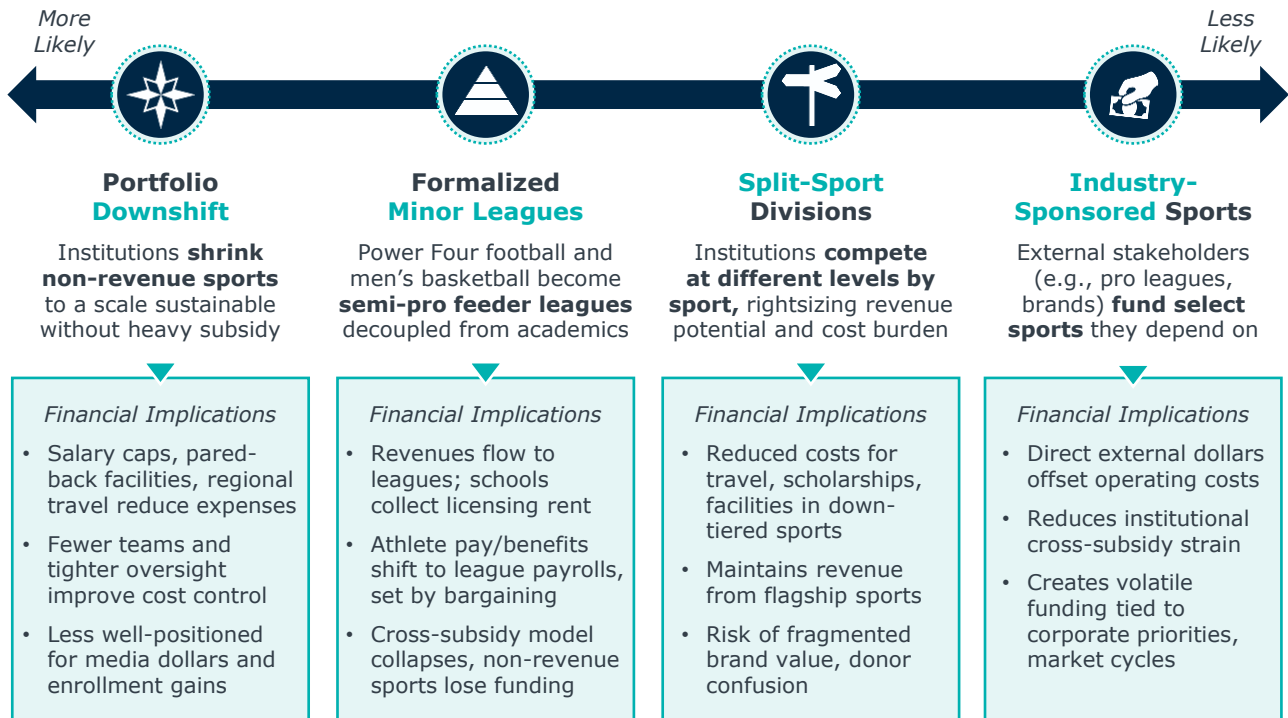 More
Likely
Less
Likely
Portfolio
Downshift
Institutions shrink
non-revenue sports
to a scale sustainable
without heavy subsidy
Financial Implications
• Salary caps, pared-
back facilities, regional
travel reduce expenses
• Fewer teams and
tighter oversight
improve cost control
• Less well-positioned
for media dollars and
enrollment gains
Formalized
Minor Leagues
Power Four football and
men's basketball become
semi-pro feeder leagues
decoupled from academics
Financial Implications
• Revenues flow to
leagues; schools
collect licensing rent
• Athlete pay/benefits
shift to league payrolls,
set by bargaining
• Cross-subsidy model
collapses, non-revenue
sports lose funding
Split-Sport
Divisions
Institutions compete
at different levels by
sport, rightsizing revenue
potential and cost burden
Financial Implications
• Reduced costs for
travel, scholarships,
facilities in down-
tiered sports
• Maintains revenue
from flagship sports
• Risk of fragmented
brand value, donor
confusion
Industry-
Sponsored Sports
External stakeholders
(e.g., pro leagues,
brands) fund select
sports they depend on
Financial Implications
• Direct external dollars
offset operating costs
• Reduces institutional
cross-subsidy strain
• Creates volatile
funding tied to
corporate priorities,
market cycles